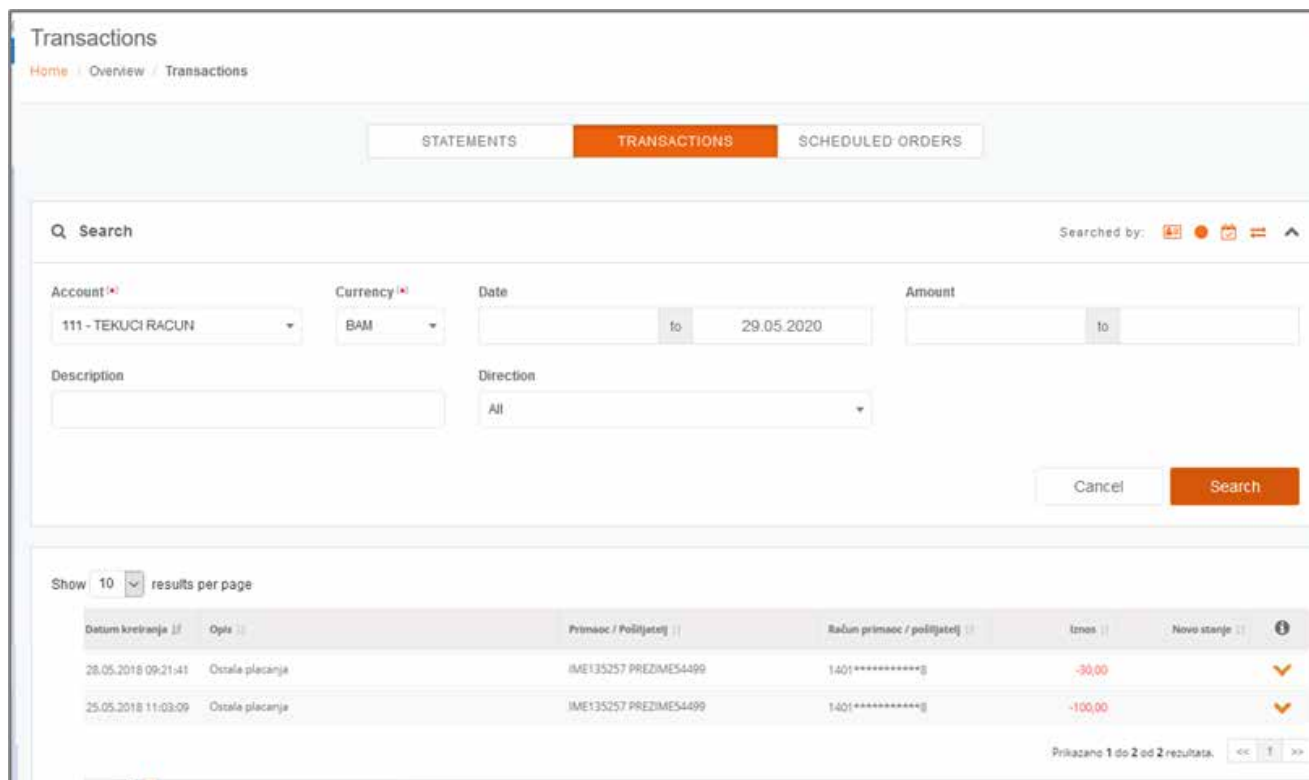 Transactions
Home / Overview / Transactions
STATEMENTS TRANSACTIONS SCHEDULED ORDERS
Search Searched by:
Account (*) Currency (*) Date Amount
111 - TEKUCI RACUN BAM to 29.05.2020 to
Description Direction
All
Cancel Search
Show 10 results per page
Datum kreiranja Opis Primaoc / Pošiljatelj Račun primaoc / pošiljatelj Iznos Novo stanje
28.05.2018 09:21:41 Ostala placanja IME135257 PREZIME54499 1401***********8 -30,00
25.05.2018 11:03:09 Ostala placanja IME135257 PREZIME54499 1401***********8 -100,00
Prikazano 1 do 2 od 2 rezultata. << 1 >>